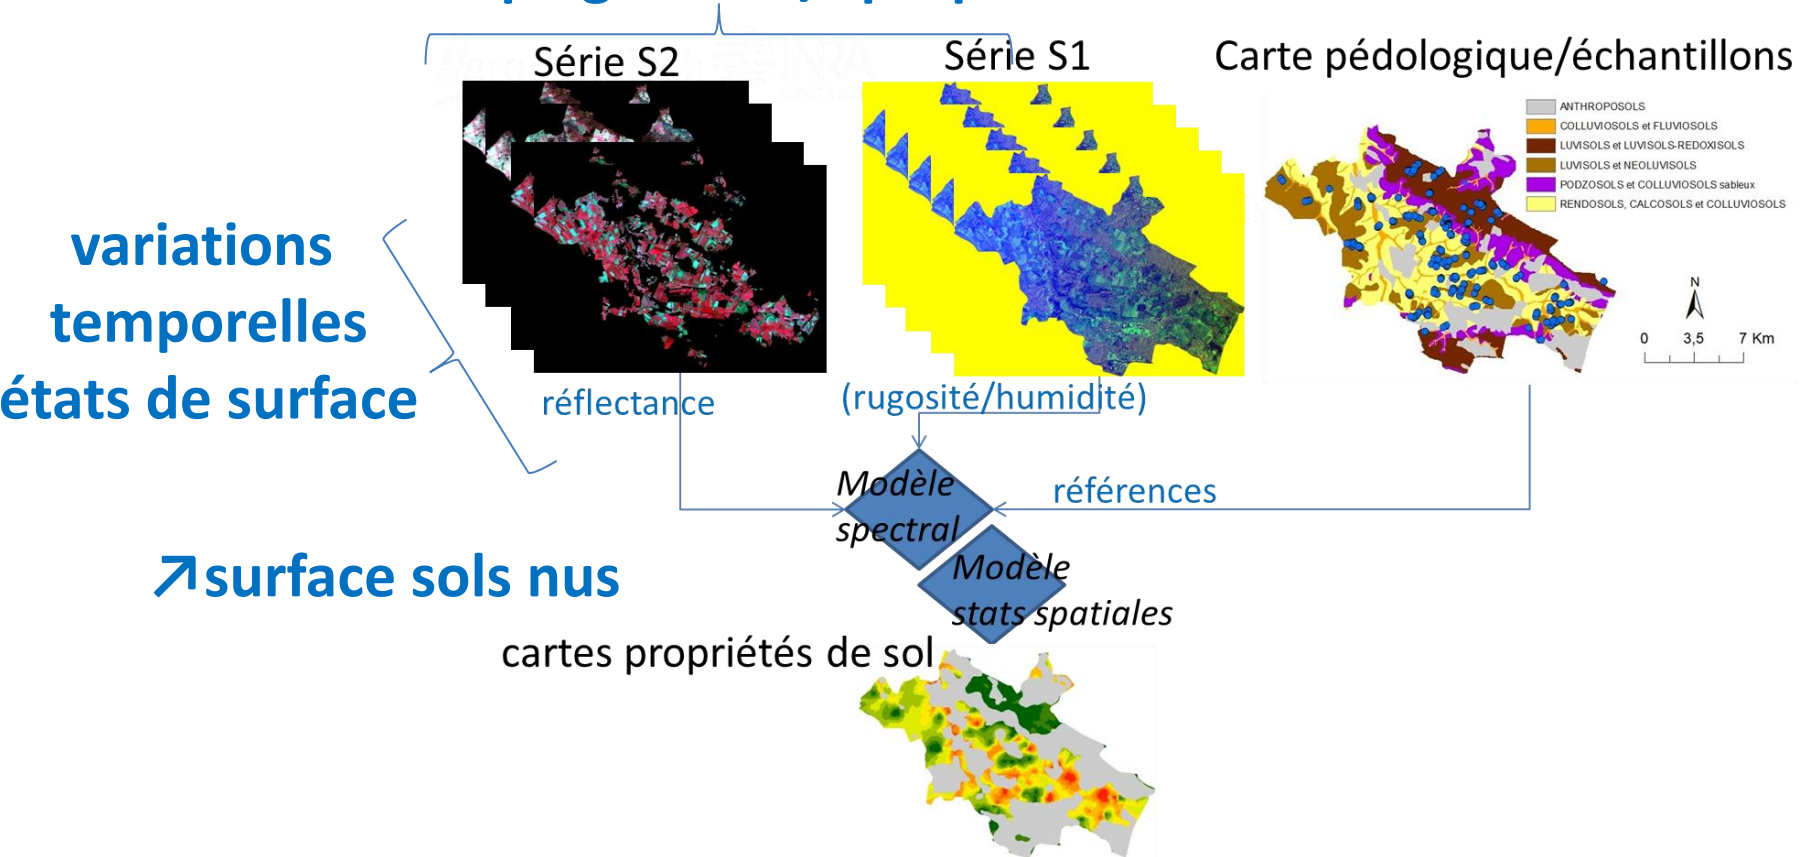 Série S2
Série S1
Carte pédologique/échantillons
ANTHROPOSOLS
COLLUVIOSOLS et FLUVIOSOLS
LUVISOLS et LUVISOLS-REDOXISOLS
LUVISOLS et NEOLUVISOLS
PODZOSOLS et COLLUVIOSOLS sableux
RENDOSOLS, CALCOSOLS et COLLUVIOSOLS
variations
temporelles
états de surface
N
0 3,5 7 Km
réflectance
(rugosité/humidité)
Modèle
spectral
références
Modèle
stats spatiales
↗surface sols nus
cartes propriétés de sol